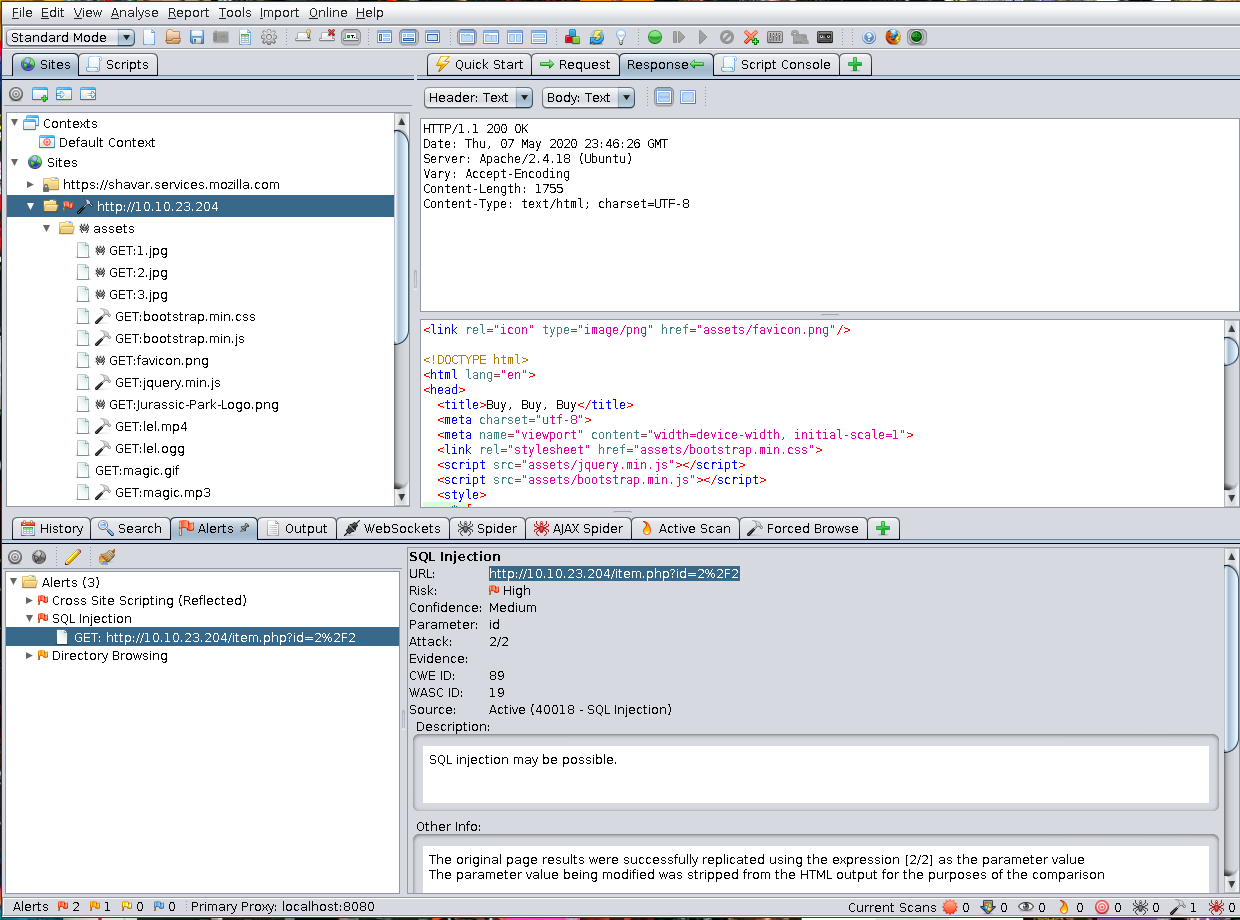 File Edit View Analyse Report Tools Import Online Help
Standard Mode
Sites Scripts
Quick Start Request Response Script Console
Header: Text Body: Text
Contexts
Default Context
Sites
https://shavar.services.mozilla.com
http://10.10.23.204
assets
GET:1.jpg
GET:2.jpg
GET:3.jpg
GET:bootstrap.min.css
GET:bootstrap.min.js
GET:favicon.png
GET:jquery.min.js
GET:Jurassic-Park-Logo.png
GET:lel.mp4
GET:lel.ogg
GET:magic.gif
GET:magic.mp3
HTTP/1.1 200 OK
Date: Thu, 07 May 2020 23:46:26 GMT
Server: Apache/2.4.18 (Ubuntu)
Vary: Accept-Encoding
Content-Length: 1755
Content-Type: text/html; charset=UTF-8
<link rel="icon" type="image/png" href="assets/favicon.png"/>
<!DOCTYPE html>
<html lang="en">
<head>
<title>Buy, Buy, Buy</title>
<meta charset="utf-8">
<meta name="viewport" content="width=device-width, initial-scale=1">
<link rel="stylesheet" href="assets/bootstrap.min.css">
<script src="assets/jquery.min.js"></script>
<script src="assets/bootstrap.min.js"></script>
<style>
History Search Alerts Output WebSockets Spider AJAX Spider Active Scan Forced Browse
Alerts (3)
Cross Site Scripting (Reflected)
SQL Injection
GET: http://10.10.23.204/item.php?id=2%2F2
Directory Browsing
SQL Injection
URL: http://10.10.23.204/item.php?id=2%2F2
Risk: High
Confidence: Medium
Parameter: id
Attack: 2/2
Evidence:
CWE ID: 89
WASC ID: 19
Source: Active (40018 - SQL Injection)
Description:
SQL injection may be possible.
Other Info:
The original page results were successfully replicated using the expression [2/2] as the parameter value
The parameter value being modified was stripped from the HTML output for the purposes of the comparison
Alerts 2 1 0 0 Primary Proxy: localhost:8080 Current Scans 0 0 0 0 0 0 1 0